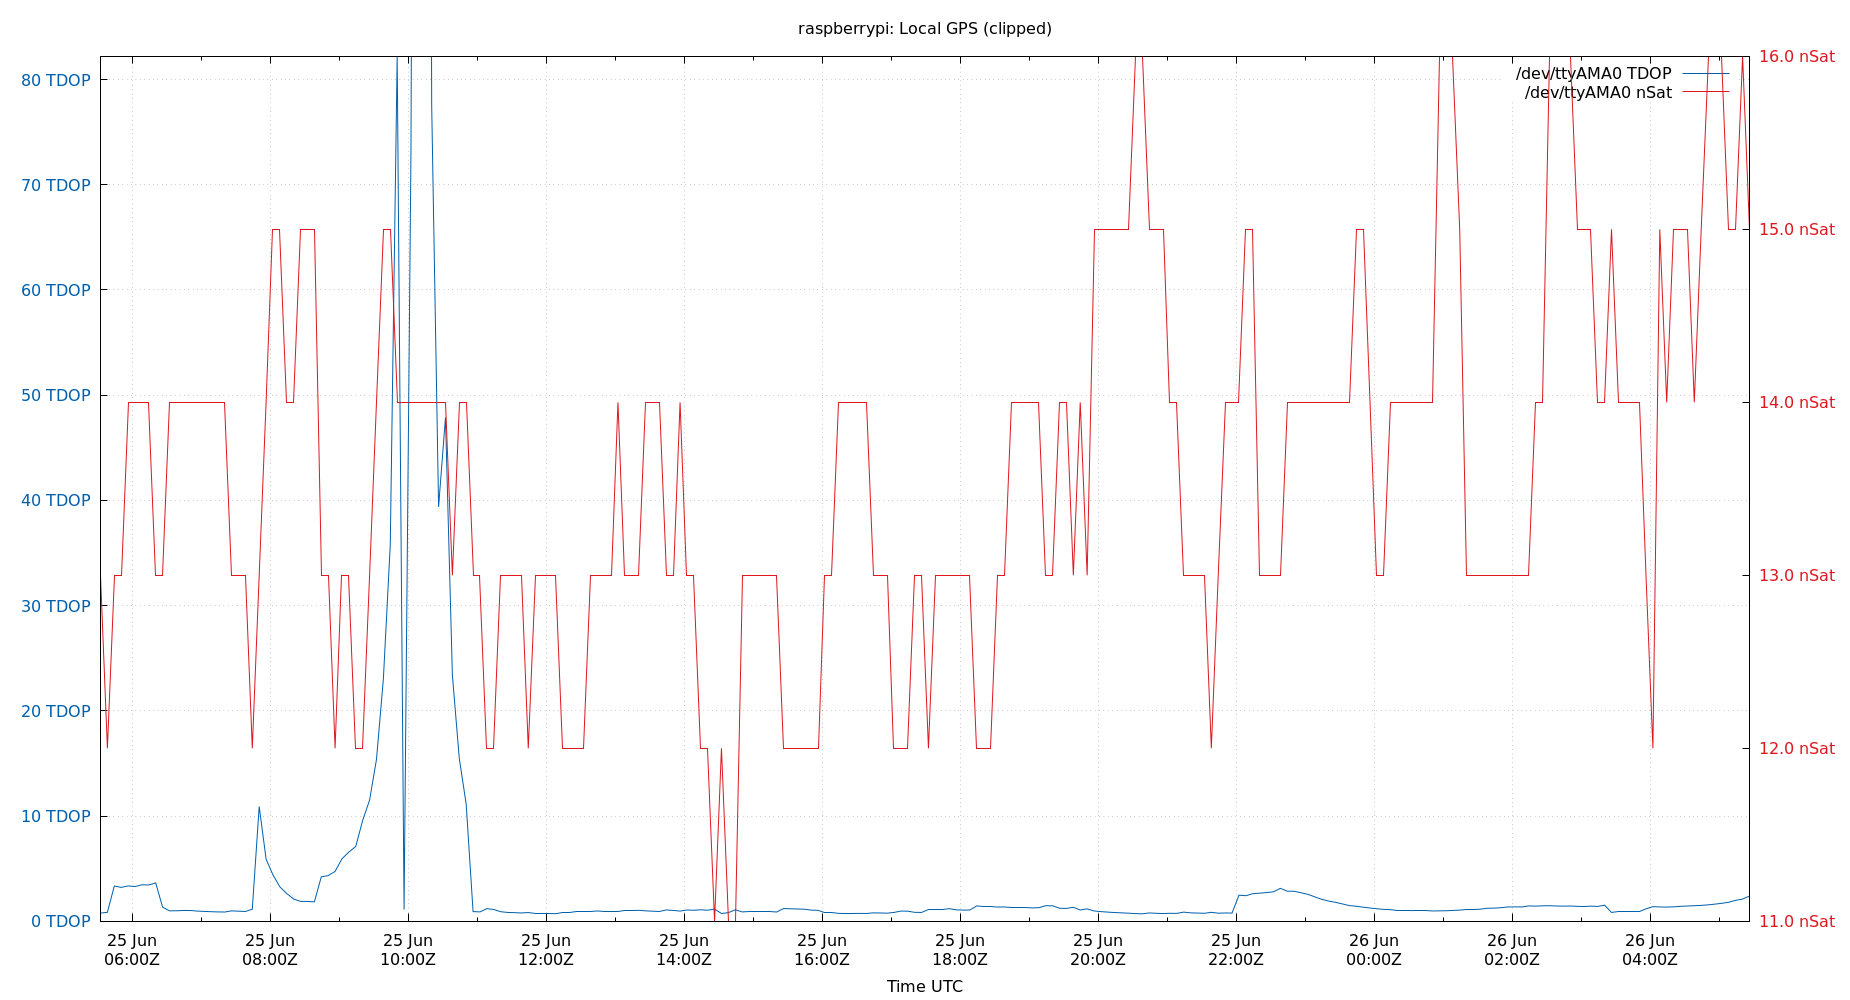 raspberrypi: Local GPS (clipped)
/dev/ttyAMA0 TDOP
/dev/ttyAMA0 nSat
80 TDOP
70 TDOP
60 TDOP
50 TDOP
40 TDOP
30 TDOP
20 TDOP
10 TDOP
0 TDOP
16.0 nSat
15.0 nSat
14.0 nSat
13.0 nSat
12.0 nSat
11.0 nSat
25 Jun
06:00Z
25 Jun
08:00Z
25 Jun
10:00Z
25 Jun
12:00Z
25 Jun
14:00Z
25 Jun
16:00Z
25 Jun
18:00Z
25 Jun
20:00Z
25 Jun
22:00Z
26 Jun
00:00Z
26 Jun
02:00Z
26 Jun
04:00Z
Time UTC